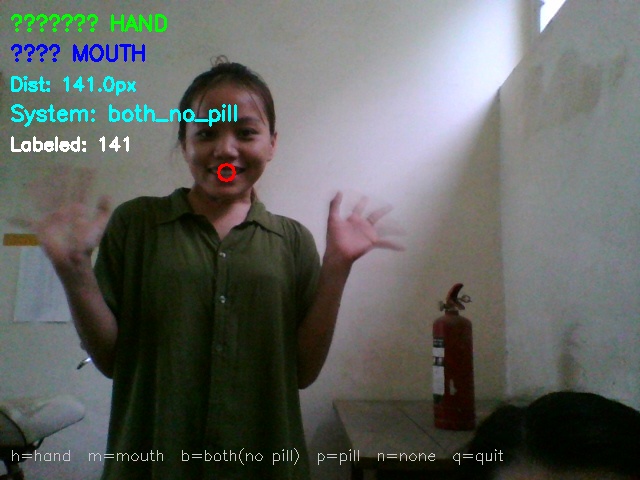 ??????? HAND
???? MOUTH
Dist: 141.0px
System: both_no_pill
Labeled: 141
h=hand m=mouth b=both(no pill) p=pill n=none q=quit